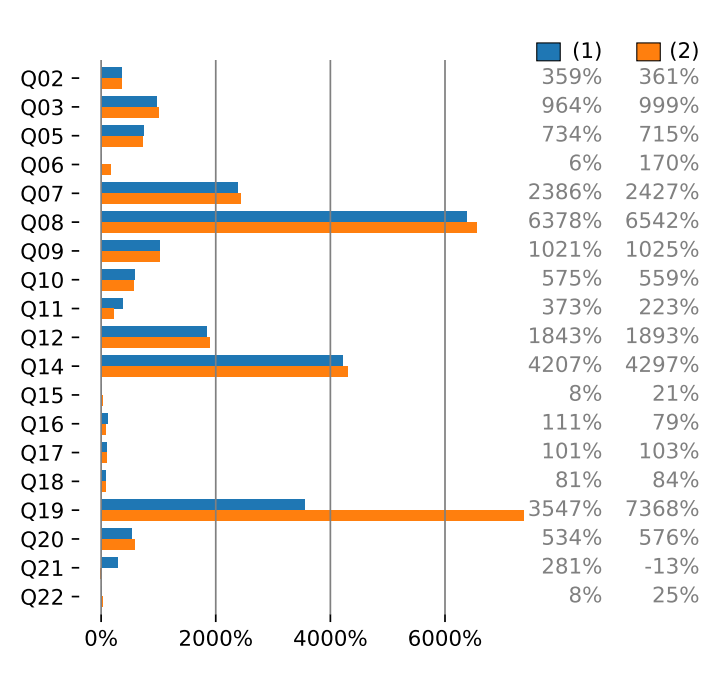 (1) (2)
Q02 359% 361%
Q03 964% 999%
Q05 734% 715%
Q06 6% 170%
Q07 2386% 2427%
Q08 6378% 6542%
Q09 1021% 1025%
Q10 575% 559%
Q11 373% 223%
Q12 1843% 1893%
Q14 4207% 4297%
Q15 8% 21%
Q16 111% 79%
Q17 101% 103%
Q18 81% 84%
Q19 3547% 7368%
Q20 534% 576%
Q21 281% -13%
Q22 8% 25%
0% 2000% 4000% 6000%